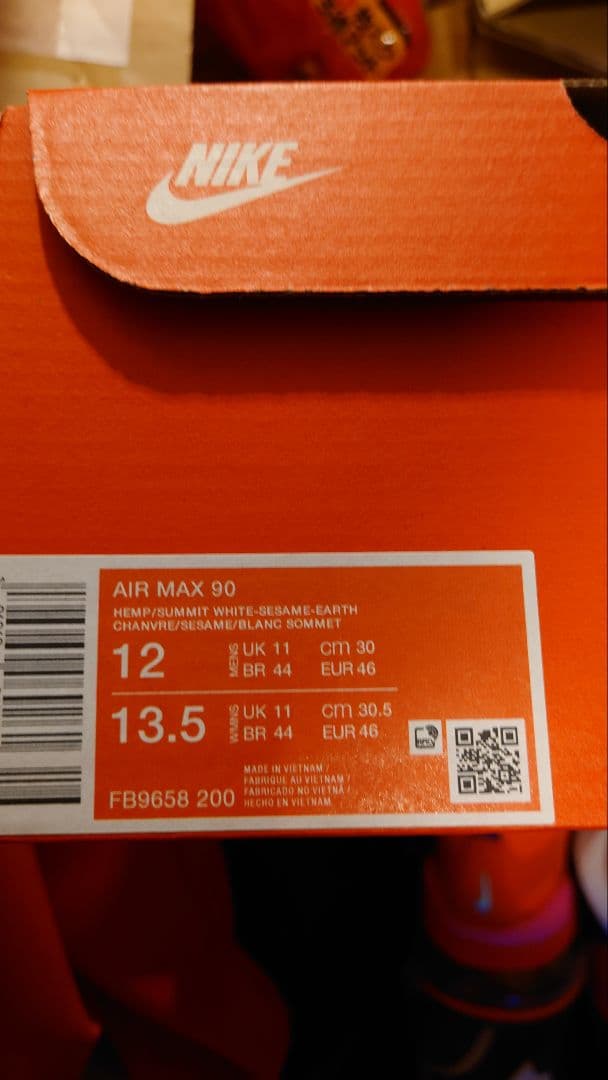 NIKE
AIR MAX 90
HEMP/SUMMIT WHITE-SESAME-EARTH
CHANVRE/SESAME/BLANC SOMMET
12 MENS UK 11 cm 30
BR 44 EUR 46
13.5 WMNS UK 11 cm 30.5
BR 44 EUR 46
MADE IN VIETNAM /
FABRIQUE AU VIETNAM /
FABRICADO NO VIETNÃ /
HECHO EN VIETNAM
FB9658 200